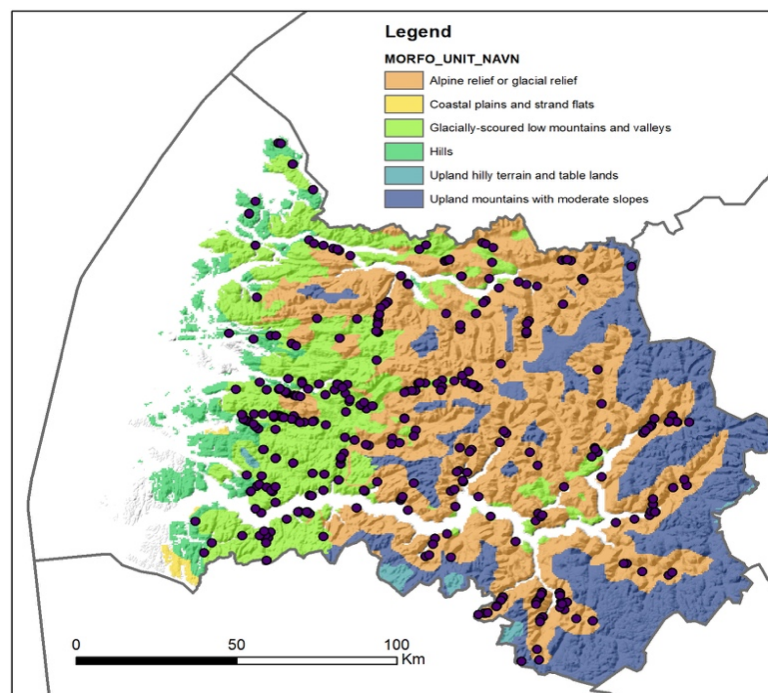 Legend
MORFO_UNIT_NAVN
Alpine relief or glacial relief
Coastal plains and strand flats
Glacially-scoured low mountains and valleys
Hills
Upland hilly terrain and table lands
Upland mountains with moderate slopes
0 50 100
Km